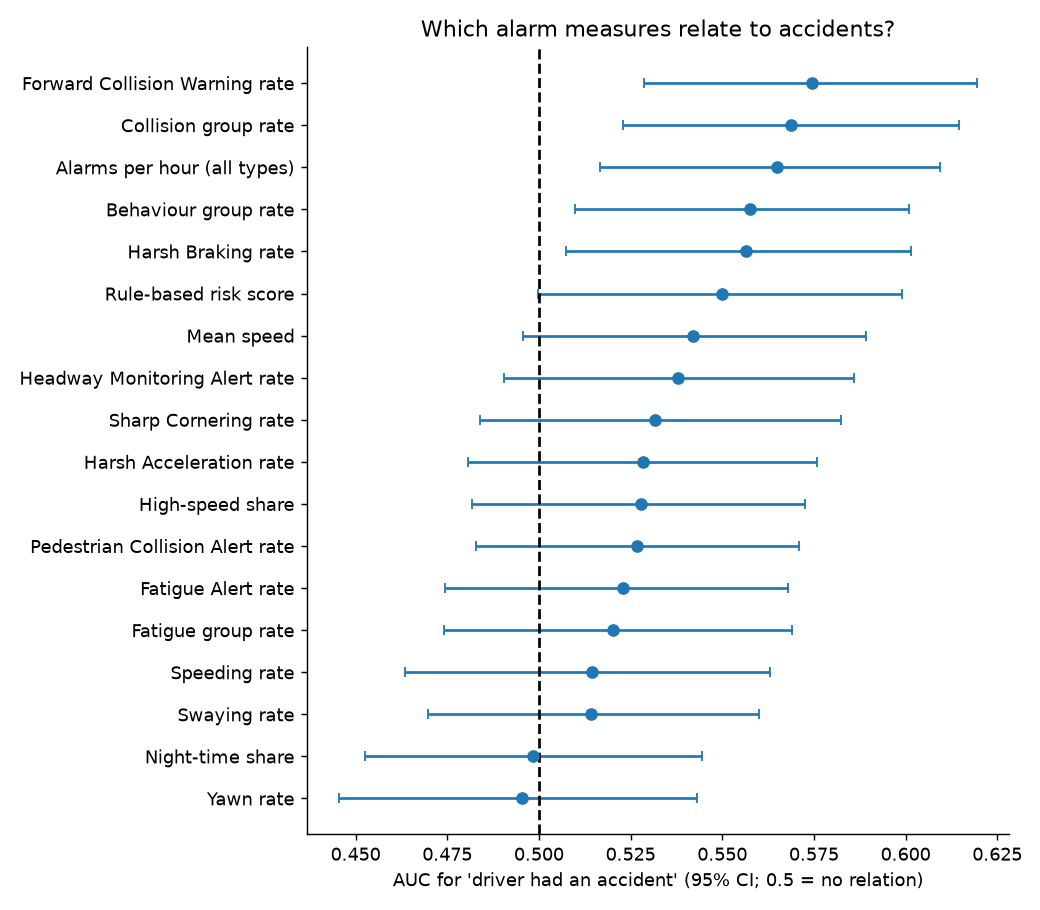 Which alarm measures relate to accidents?
Forward Collision Warning rate
Collision group rate
Alarms per hour (all types)
Behaviour group rate
Harsh Braking rate
Rule-based risk score
Mean speed
Headway Monitoring Alert rate
Sharp Cornering rate
Harsh Acceleration rate
High-speed share
Pedestrian Collision Alert rate
Fatigue Alert rate
Fatigue group rate
Speeding rate
Swaying rate
Night-time share
Yawn rate
0.450 0.475 0.500 0.525 0.550 0.575 0.600 0.625
AUC for 'driver had an accident' (95% CI; 0.5 = no relation)